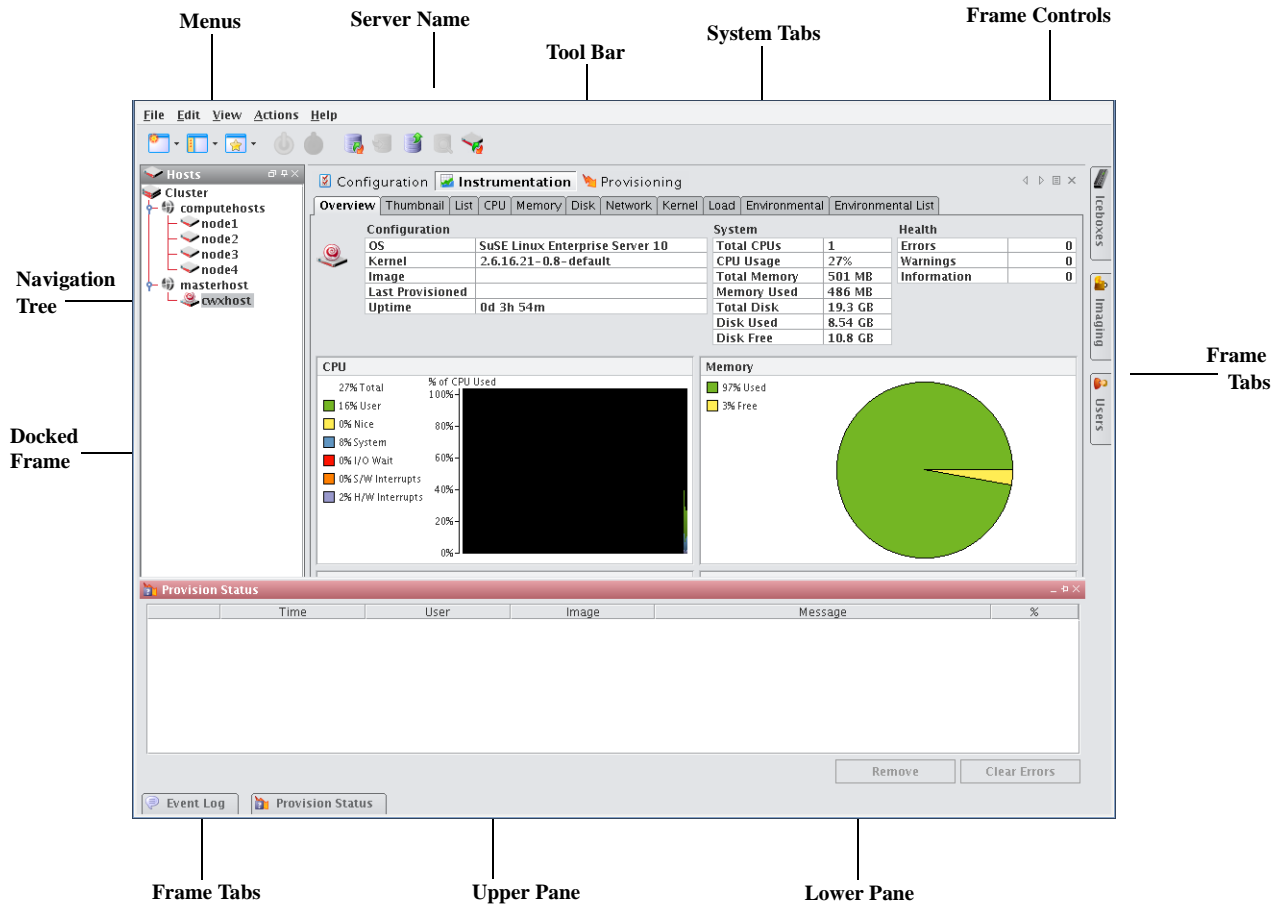 Menus
Server Name
Tool Bar
System Tabs
Frame Controls
File Edit View Actions Help
Hosts
Cluster
computehosts
node1
node2
node3
node4
masterhost
cwxhost
Navigation
Tree
Docked
Frame
Configuration Instrumentation Provisioning
Overview Thumbnail List CPU Memory Disk Network Kernel Load Environmental Environmental List
Configuration
OS SuSE Linux Enterprise Server 10
Kernel 2.6.16.21-0.8-default
Image
Last Provisioned
Uptime 0d 3h 54m
System
Total CPUs 1
CPU Usage 27%
Total Memory 501 MB
Memory Used 486 MB
Total Disk 19.3 GB
Disk Used 8.54 GB
Disk Free 10.8 GB
Health
Errors 0
Warnings 0
Information 0
CPU
27% Total
16% User
0% Nice
8% System
0% I/O Wait
0% S/W Interrupts
2% H/W Interrupts
% of CPU Used
100%
80%
60%
40%
20%
0%
Memory
97% Used
3% Free
Iceboxes
Imaging
Users
Frame
Tabs
Provision Status
Time User Image Message %
Remove Clear Errors
Event Log Provision Status
Frame Tabs
Upper Pane
Lower Pane